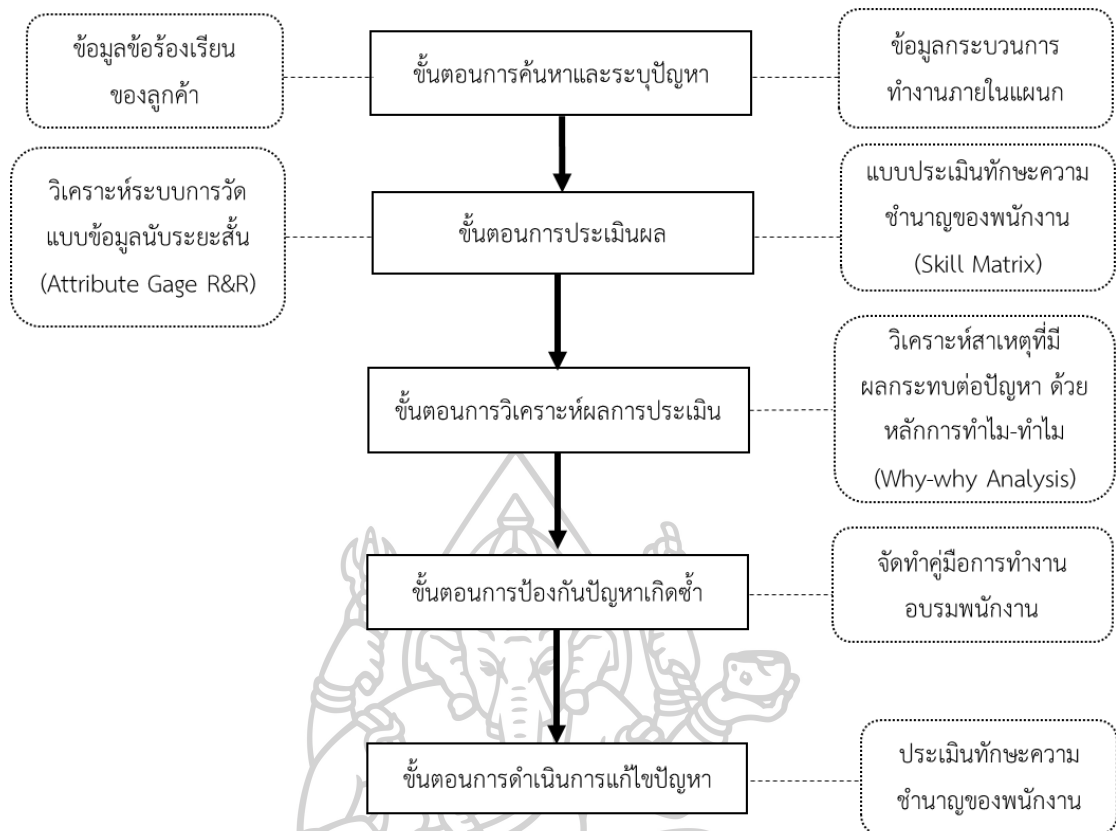 ข้อมูลข้อร้องเรียน
ของลูกค้า
ขั้นตอนการค้นหาและระบุปัญหา
ข้อมูลกระบวนการ
ทำงานภายในแผนก
วิเคราะห์ระบบการวัด
แบบข้อมูลนับระยะสั้น
(Attribute Gage R&R)
ขั้นตอนการประเมินผล
แบบประเมินทักษะความ
ชำนาญของพนักงาน
(Skill Matrix)
ขั้นตอนการวิเคราะห์ผลการประเมิน
วิเคราะห์สาเหตุที่มี
ผลกระทบต่อปัญหา ด้วย
หลักการทำไม-ทำไม
(Why-why Analysis)
ขั้นตอนการป้องกันปัญหาเกิดซ้ำ
จัดทำคู่มือการทำงาน
อบรมพนักงาน
ขั้นตอนการดำเนินการแก้ไขปัญหา
ประเมินทักษะความ
ชำนาญของพนักงาน